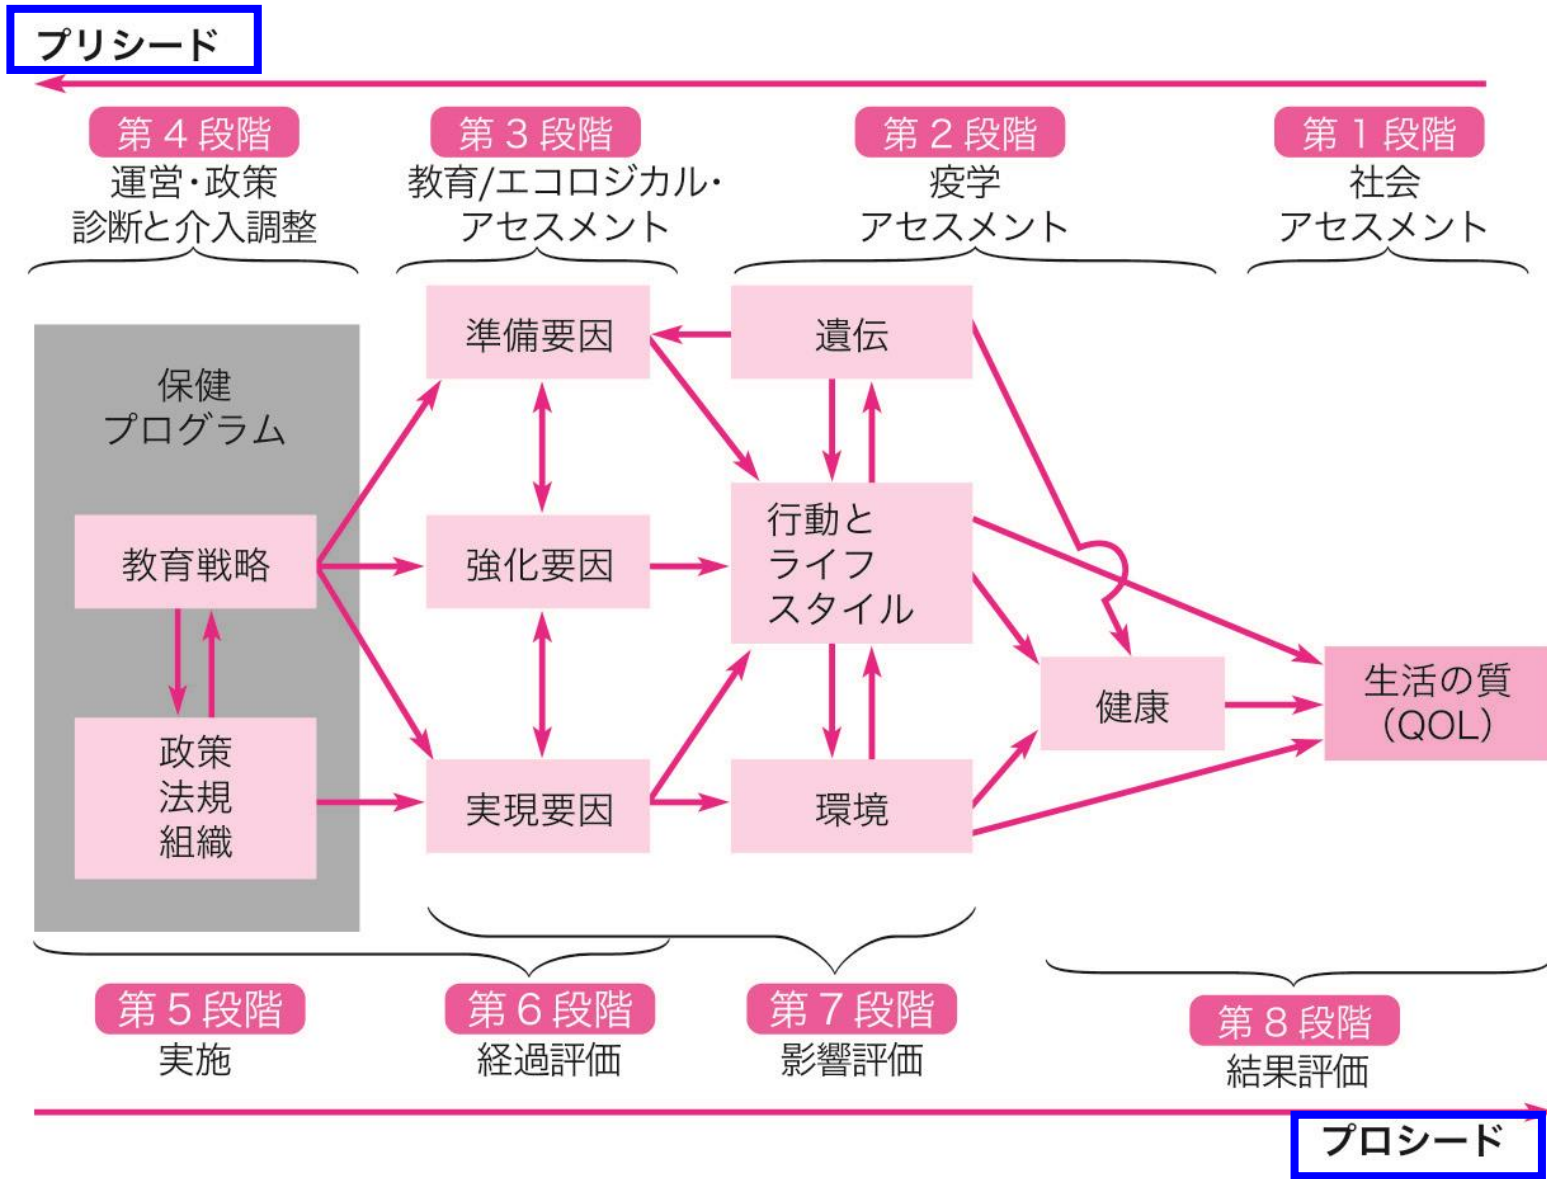 プリシード
第4段階
運営・政策
診断と介入調整
第3段階
教育/エコロジカル・
アセスメント
第2段階
疫学
アセスメント
第1段階
社会
アセスメント
保健
プログラム
教育戦略
政策
法規
組織
準備要因
強化要因
実現要因
遺伝
行動と
ライフ
スタイル
環境
健康
生活の質
(QOL)
第5段階
実施
第6段階
経過評価
第7段階
影響評価
第8段階
結果評価
プロシード